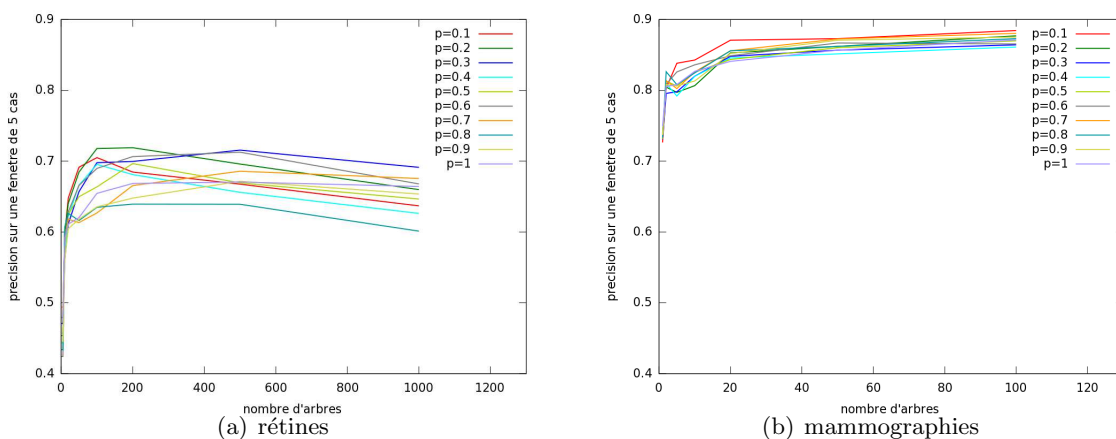 0.9
0.8
0.7
0.6
0.5
0.4
precision sur une fenetre de 5 cas
0
200
400
600
800
1000
1200
nombre d'arbres
p=0.1
p=0.2
p=0.3
p=0.4
p=0.5
p=0.6
p=0.7
p=0.8
p=0.9
p=1
(a) rétines
0.9
0.8
0.7
0.6
0.5
0.4
precision sur une fenetre de 5 cas
0
20
40
60
80
100
120
nombre d'arbres
p=0.1
p=0.2
p=0.3
p=0.4
p=0.5
p=0.6
p=0.7
p=0.8
p=0.9
p=1
(b) mammographies